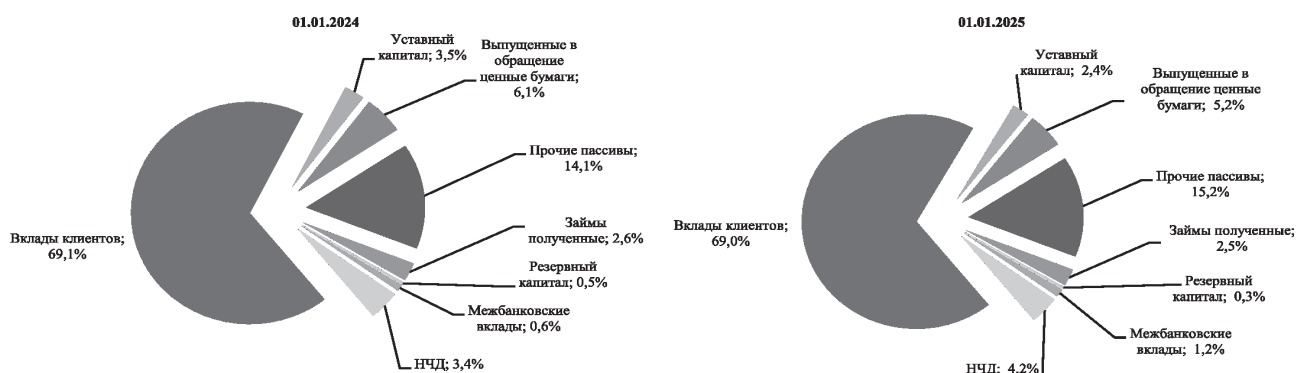 01.01.2024
Уставный
капитал; 3,5%
Выпущенные в
обращение
ценные бумаги;
6,1%
Прочие пассивы;
14,1%
Займы
полученные; 2,6%
Резервный
капитал; 0,5%
Межбанковские
вклады; 0,6%
НЧД; 3,4%
Вклады клиентов;
69,1%
01.01.2025
Уставный
капитал; 2,4%
Выпущенные в
обращение ценные
бумаги; 5,2%
Прочие пассивы;
15,2%
Займы полученные;
2,5%
Резервный
капитал; 0,3%
Межбанковские
вклады; 1,2%
НЧД; 4,2%
Вклады клиентов;
69,0%